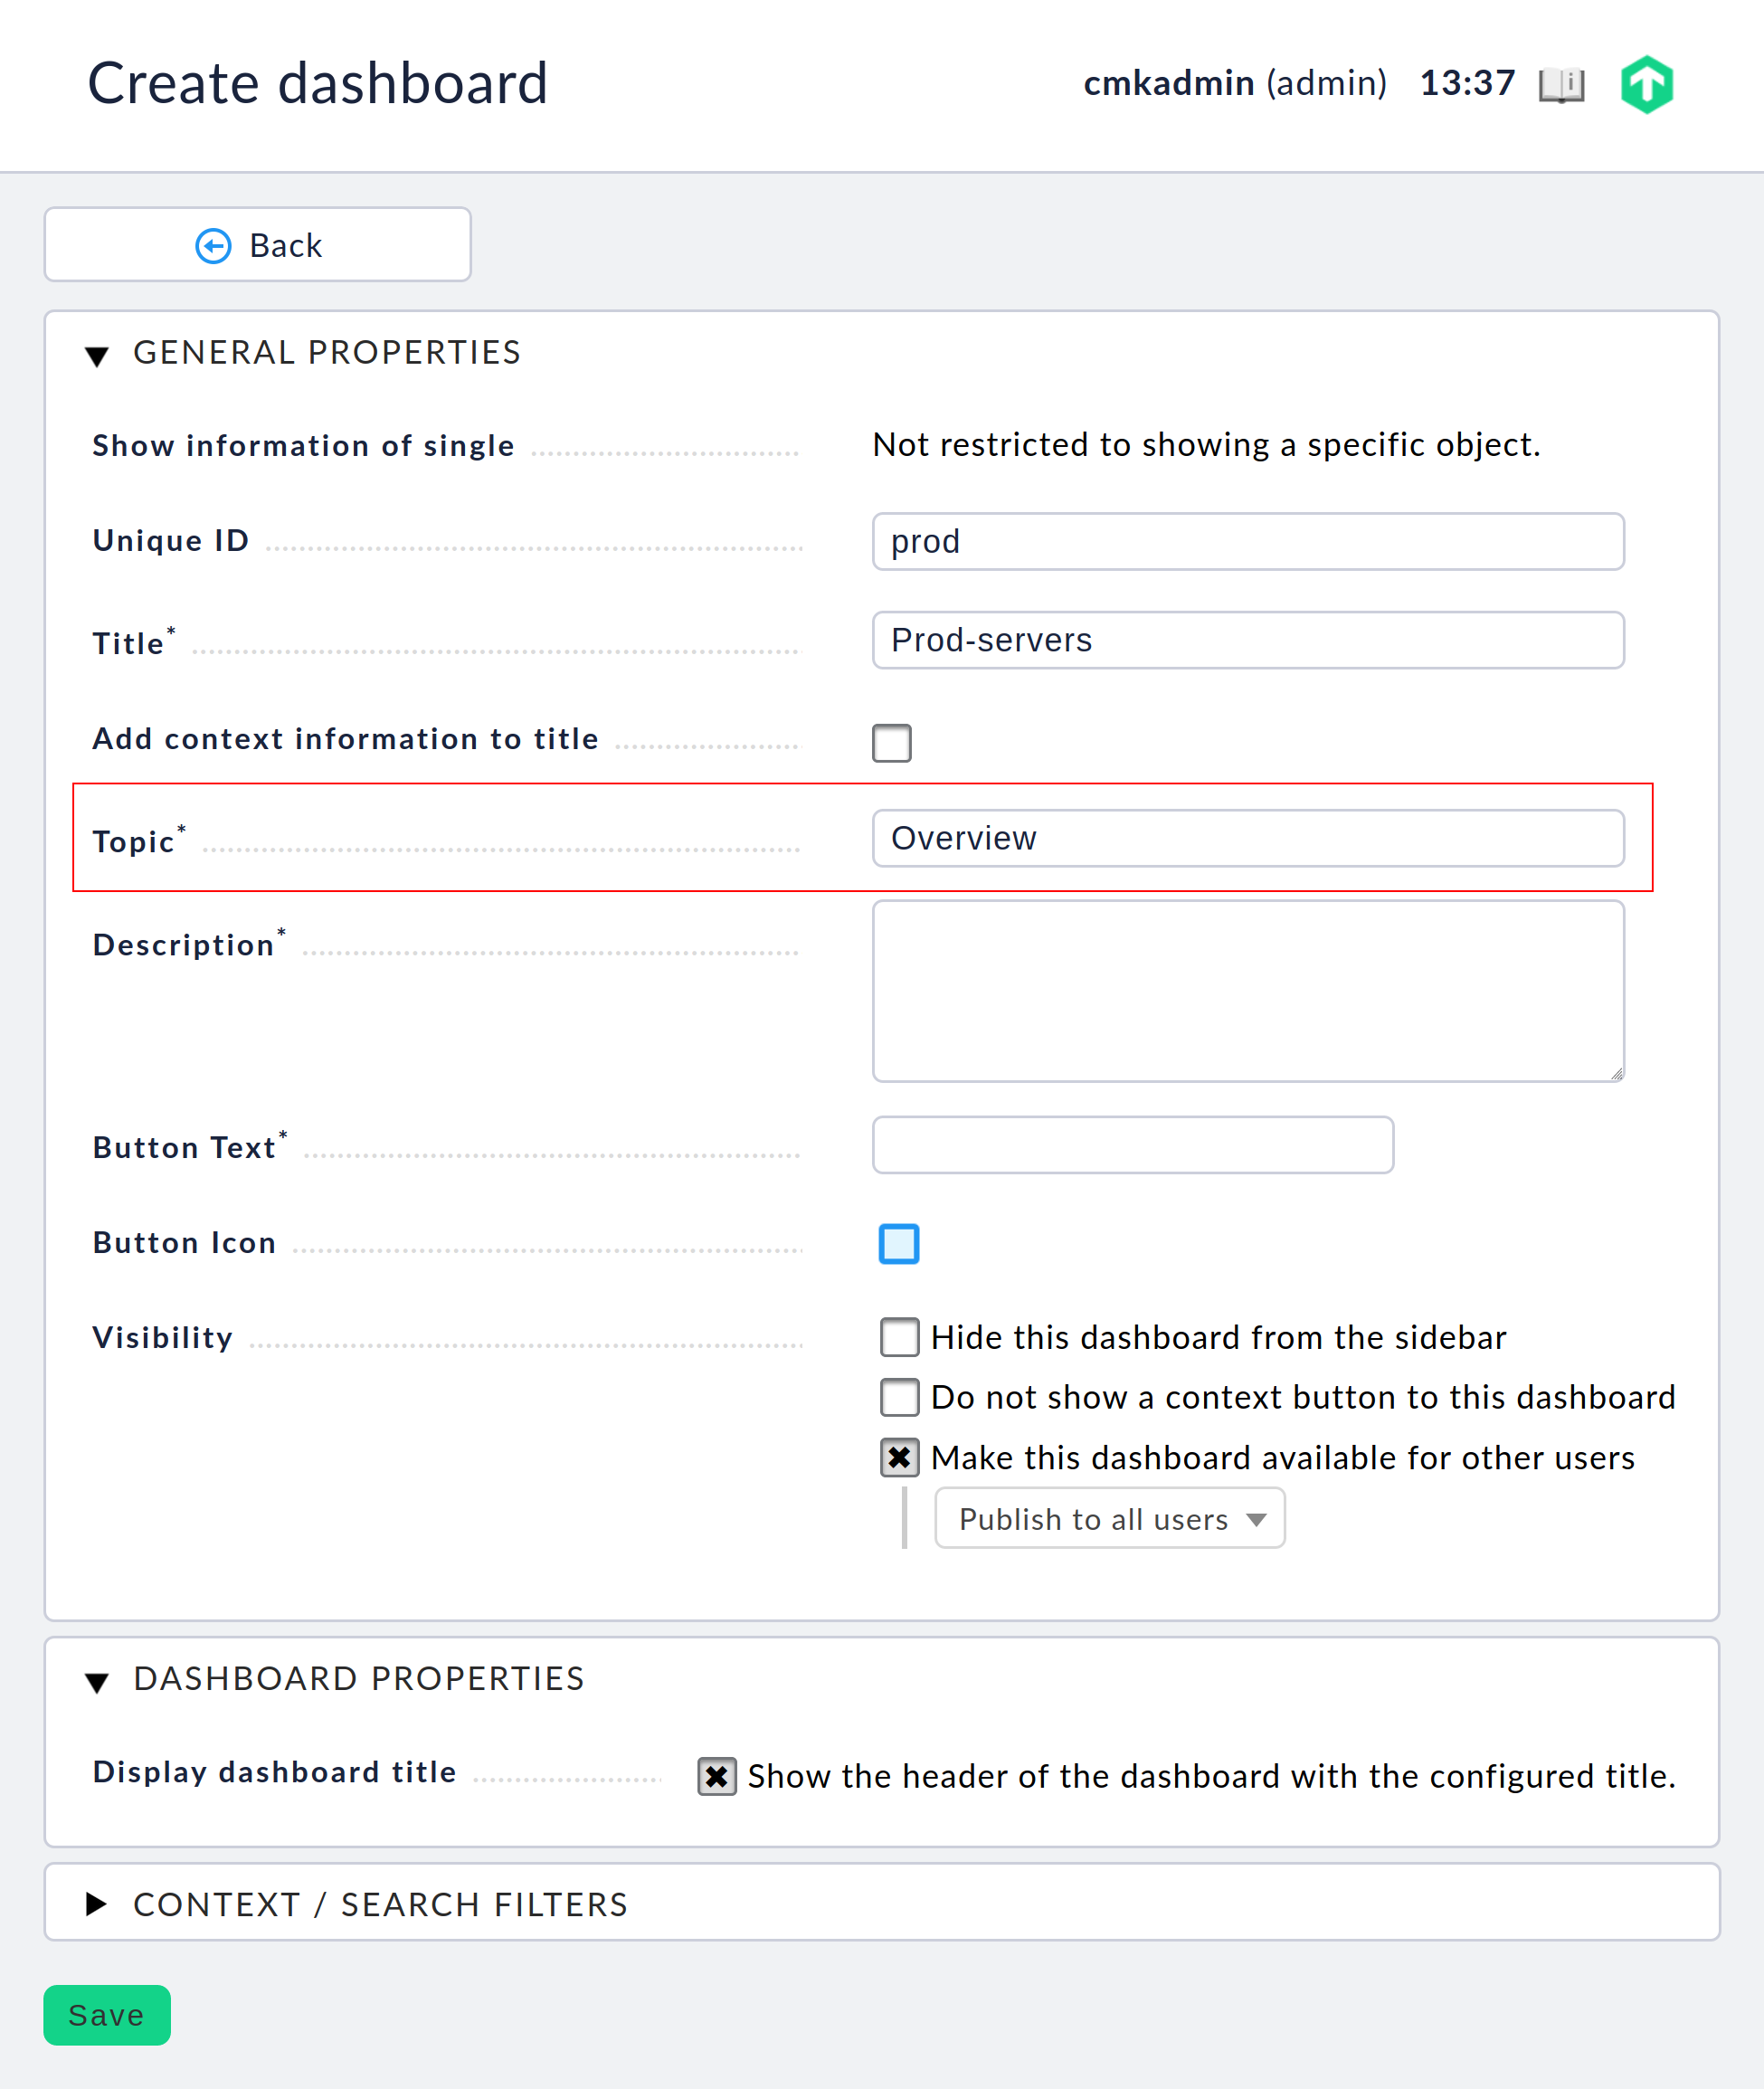 Create dashboard
cmkadmin (admin) 13:37
Back
GENERAL PROPERTIES
Show information of single
Not restricted to showing a specific object.
Unique ID
prod
Title*
Prod-servers
Add context information to title
Topic*
Overview
Description*
Button Text*
Button Icon
Visibility
Hide this dashboard from the sidebar
Do not show a context button to this dashboard
Make this dashboard available for other users
Publish to all users
DASHBOARD PROPERTIES
Display dashboard title
Show the header of the dashboard with the configured title.
CONTEXT / SEARCH FILTERS
Save